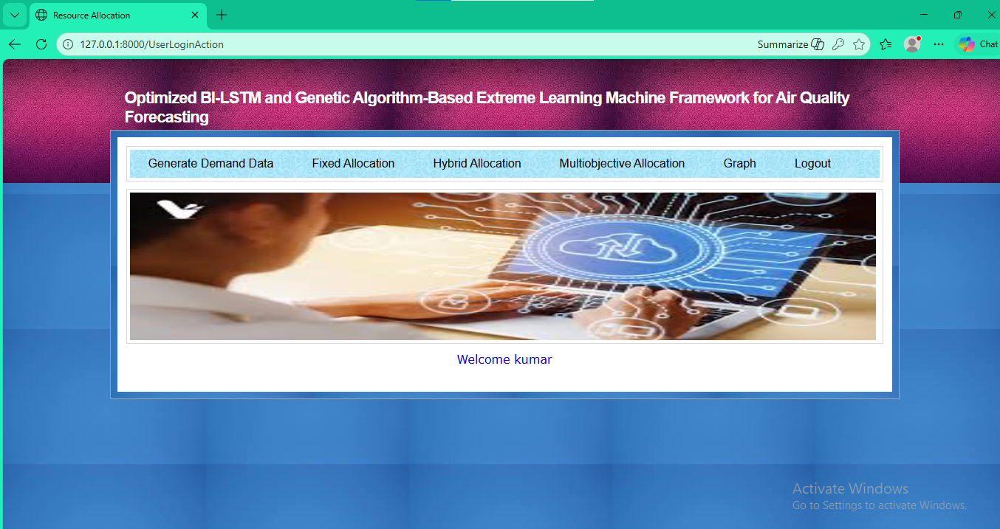 Resource Allocation
127.0.0.1:8000/UserLoginAction
Summarize
Chat
Optimized BI-LSTM and Genetic Algorithm-Based Extreme Learning Machine Framework for Air Quality
Forecasting
Generate Demand Data Fixed Allocation Hybrid Allocation Multiobjective Allocation Graph Logout
Welcome kumar
Activate Windows
Go to Settings to activate Windows.